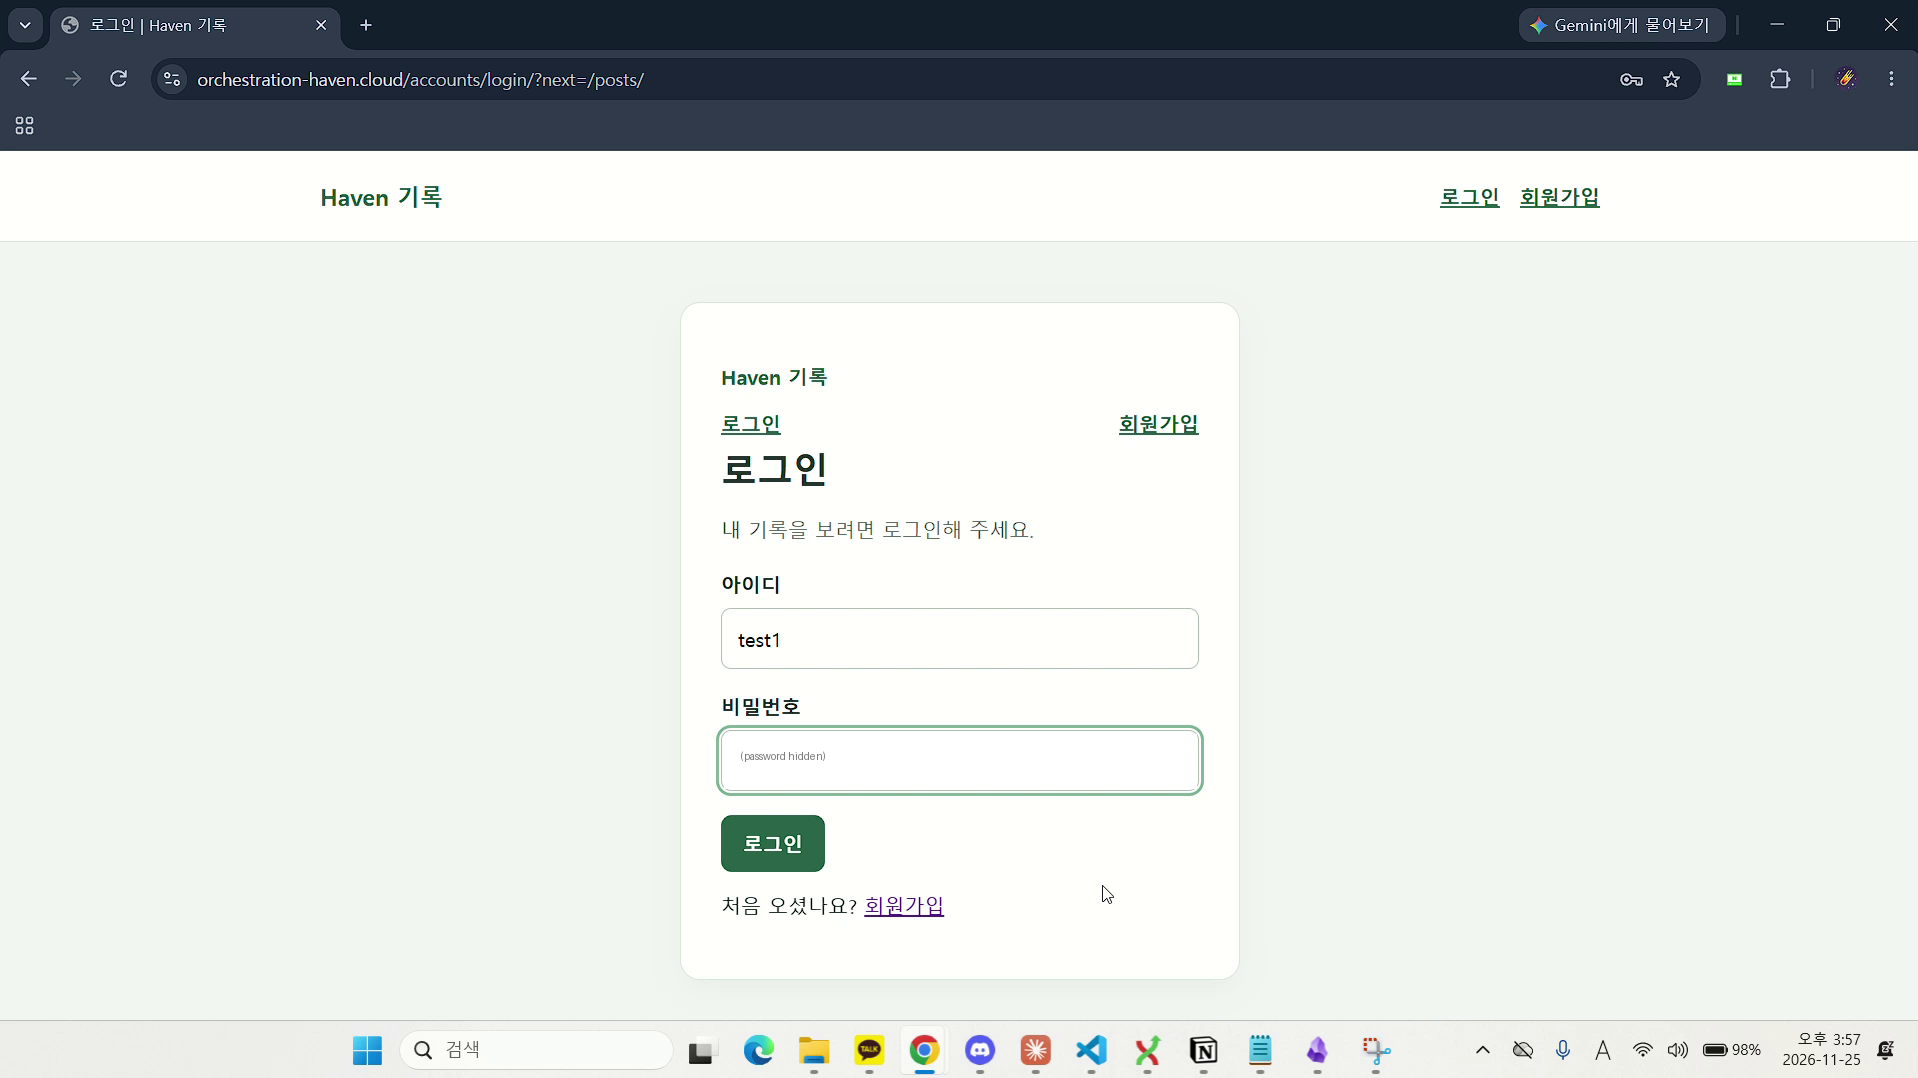 로그인 | Haven 기록
Gemini에게 물어보기
orchestration-haven.cloud/accounts/login/?next=/posts/
Haven 기록
로그인 회원가입
Haven 기록
로그인 회원가입
로그인
내 기록을 보려면 로그인해 주세요.
아이디
test1
비밀번호
(password hidden)
로그인
처음 오셨나요? 회원가입
검색
TALK
A
98%
오후 3:57
2026-11-25